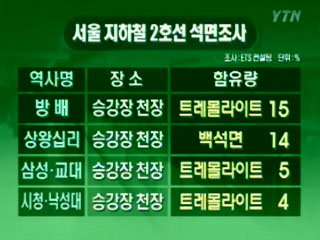 YTN
서울 지하철 2호선 석면조사
조사:ETS 컨설팅 단위:%
역사명 장 소 함유량
방 배 승강장 천장 트레몰라이트 15
상왕십리 승강장 천장 백석면 14
삼성·교대 승강장 천장 트레몰라이트 5
시청·낙성대 승강장 천장 트레몰라이트 4